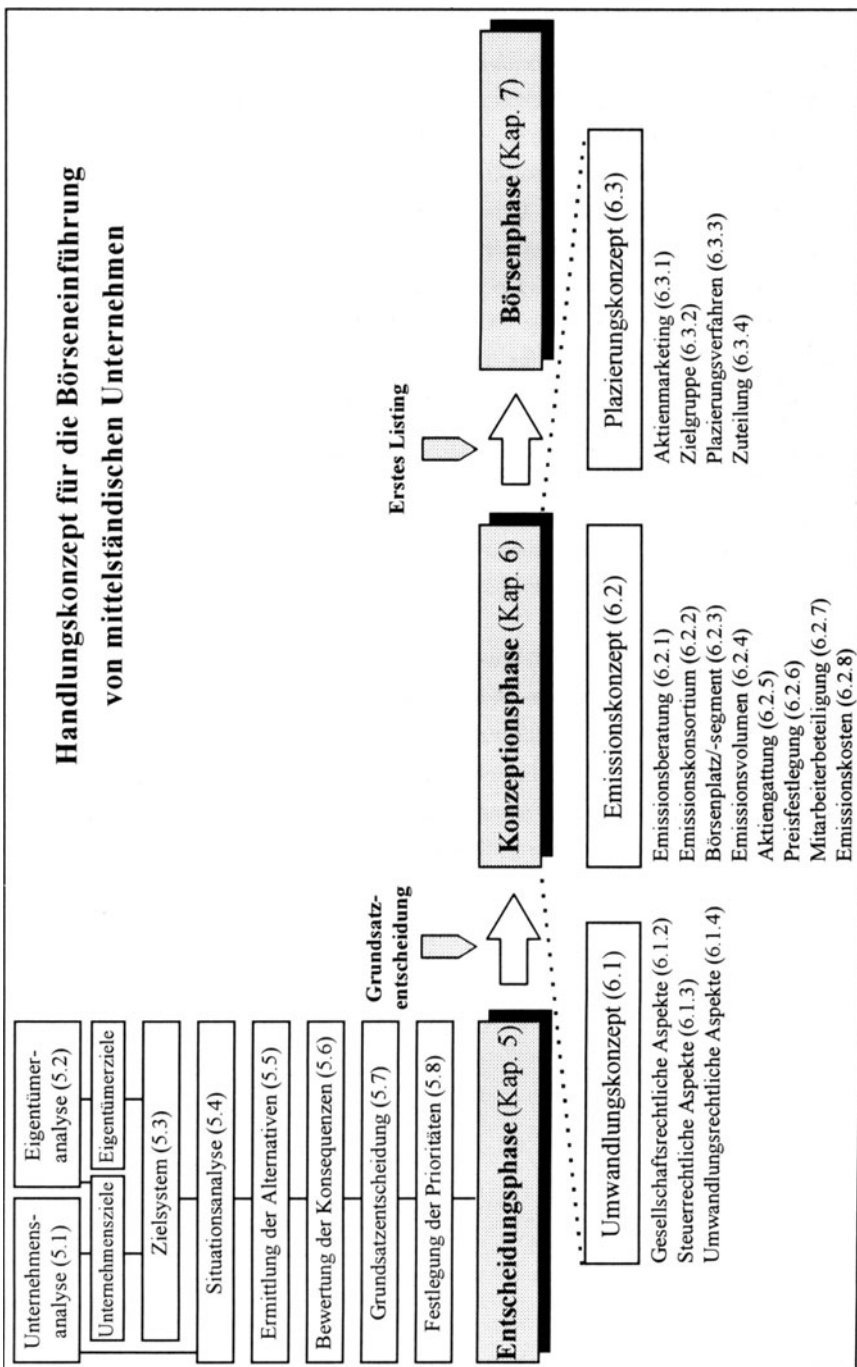 Handlungskonzept für die Börseneinführung
von mittelständischen Unternehmen
Unternehmens-
analyse (5.1)
Eigentümer-
analyse (5.2)
Unternehmensziele
Eigentümerziele
Zielsystem (5.3)
Situationsanalyse (5.4)
Ermittlung der Alternativen (5.5)
Bewertung der Konsequenzen (5.6)
Grundsatzentscheidung (5.7)
Festlegung der Prioritäten (5.8)
Grundsatz-
entscheidung
Erstes Listing
Entscheidungsphase (Kap. 5)
Konzeptionsphase (Kap. 6)
Börsenphase (Kap. 7)
Umwandlungskonzept (6.1)
Gesellschaftsrechtliche Aspekte (6.1.2)
Steuerrechtliche Aspekte (6.1.3)
Umwandlungsrechtliche Aspekte (6.1.4)
Emissionskonzept (6.2)
Emissionsberatung (6.2.1)
Emissionskonsortium (6.2.2)
Börsenplatz/-segment (6.2.3)
Emissionsvolumen (6.2.4)
Aktiengattung (6.2.5)
Preisfestlegung (6.2.6)
Mitarbeiterbeteiligung (6.2.7)
Emissionskosten (6.2.8)
Plazierungskonzept (6.3)
Aktienmarketing (6.3.1)
Zielgruppe (6.3.2)
Plazierungsverfahren (6.3.3)
Zuteilung (6.3.4)